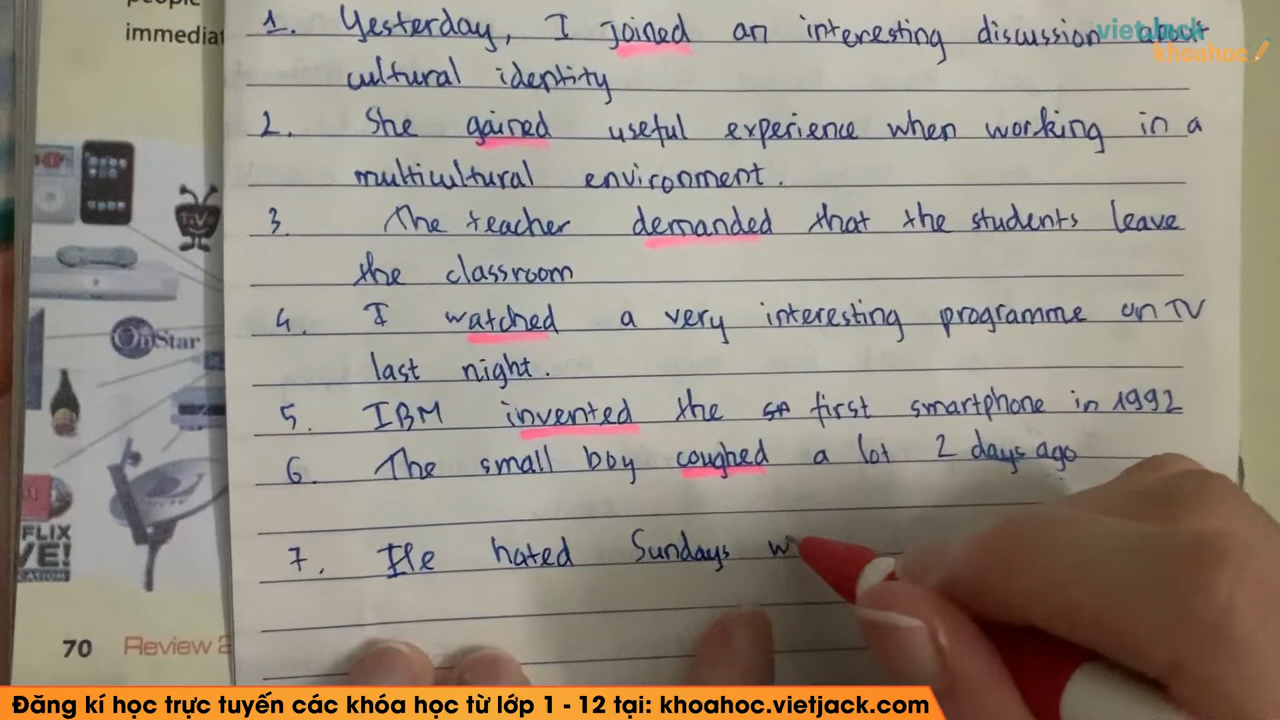 people
immediat
1. Yesterday, I joined an interesting discussion about
cultural identity
2. She gained useful experience when working in a
multicultural environment.
3. The teacher demanded that the students leave
the classroom
4. I watched a very interesting programme on TV
last night.
5. IBM invented the first smartphone in 1992
6. The small boy coughed a lot 2 days ago
7. He hated Sundays w
vietjack
khoahoc
TiVo
OnStar
FLIX
VE!
70 Review 2
Đăng kí học trực tuyến các khóa học từ lớp 1 - 12 tại: khoahoc.vietjack.com